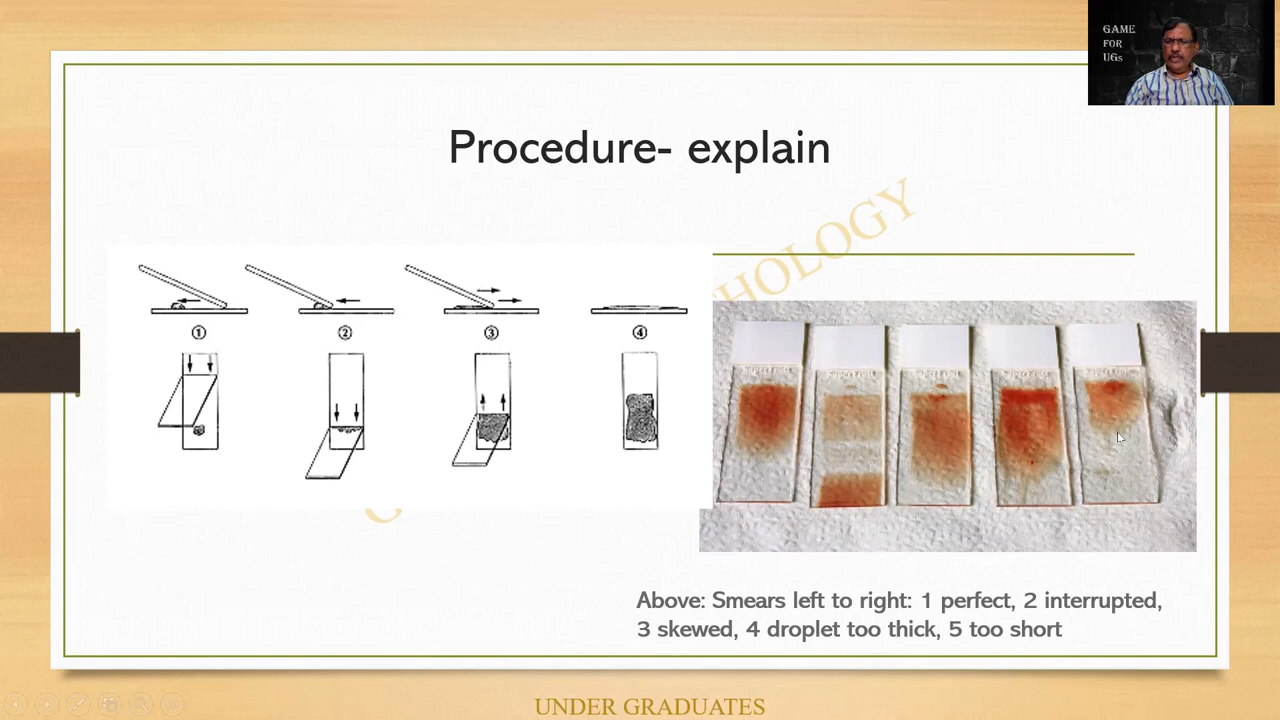 GAME
FOR
UGs
Procedure- explain
HOLOGY
①
②
③
④
Above: Smears left to right: 1 perfect, 2 interrupted,
3 skewed, 4 droplet too thick, 5 too short
UNDER GRADUATES